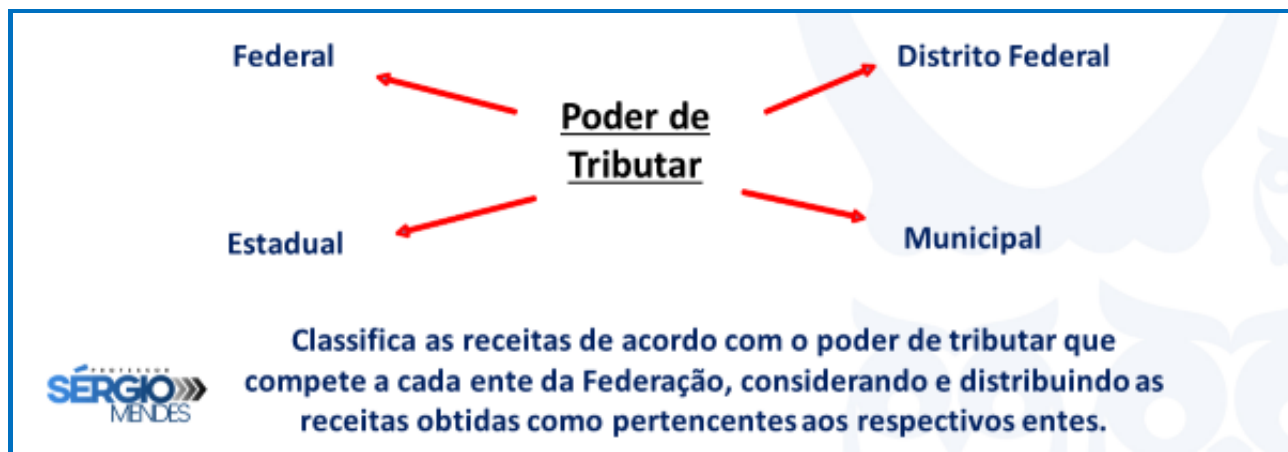 Federal
Distrito Federal
Poder de
Tributar
Estadual
Municipal
Classifica as receitas de acordo com o poder de tributar que
compete a cada ente da Federação, considerando e distribuindo as
receitas obtidas como pertencentes aos respectivos entes.
PROFESSOR
SÉRGIO
MENDES